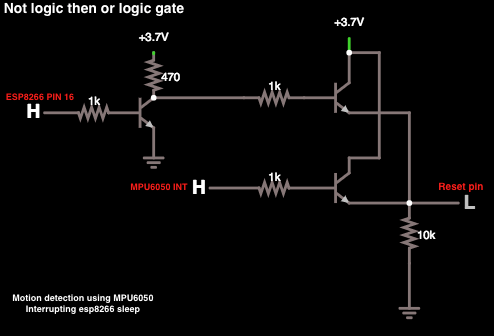 Not logic then or logic gate
+3.7V
+3.7V
470
ESP8266 PIN 16
H
1k
1k
MPU6050 INT
H
1k
Reset pin
L
10k
Motion detection using MPU6050
Interrupting esp8266 sleep